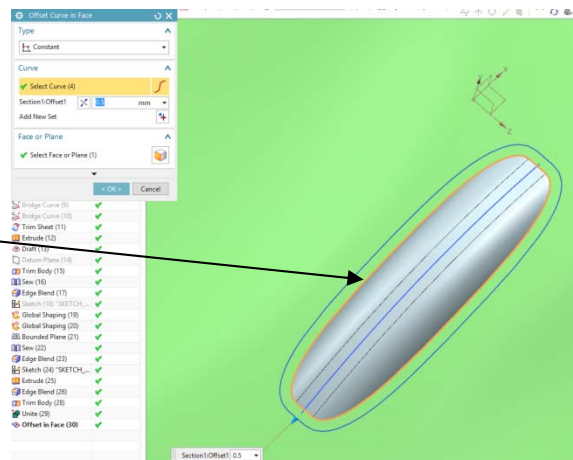 Offset Curve in Face
Type
Constant
Curve
Select Curve (4)
Section1:Offset1 0.5 mm
Add New Set
Face or Plane
Select Face or Plane (1)
< OK > Cancel
Bridge Curve (9)
Bridge Curve (10)
Trim Sheet (11)
Extrude (12)
Draft (13)
Datum Plane (14)
Trim Body (15)
Sew (16)
Edge Blend (17)
Sketch (18) "SKETCH_...
Global Shaping (19)
Global Shaping (20)
Bounded Plane (21)
Sew (22)
Edge Blend (23)
Sketch (24) "SKETCH_...
Extrude (25)
Edge Blend (26)
Trim Body (28)
Unite (29)
Offset in Face (30)
X
Z
Section1:Offset1 0.5